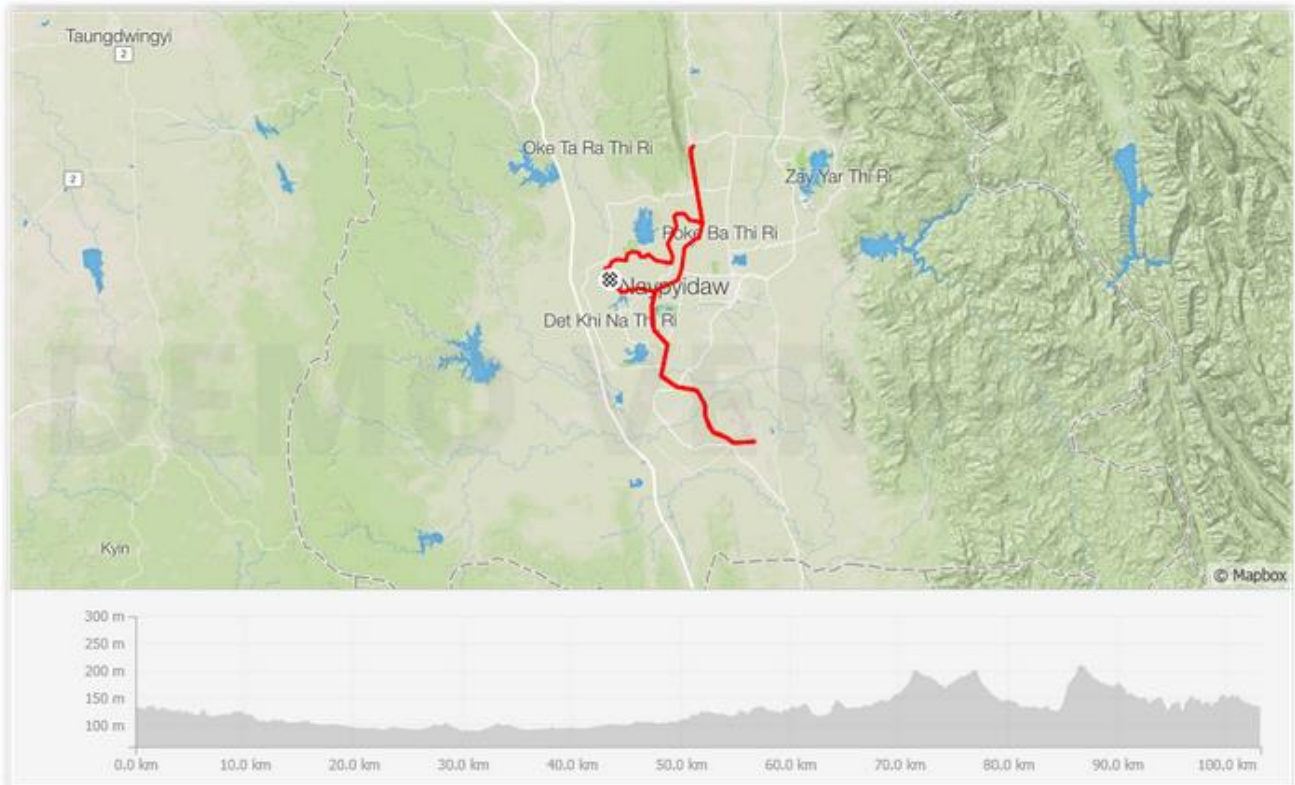 Taungdwingyi
2
Oke Ta Ra Thi Ri
2
Zay Yar Thi Ri
Poke Ba Thi Ri
Naypyidaw
Det Khi Na Thi Ri
DEMO VER
Kyin
© Mapbox
300 m
250 m
200 m
150 m
100 m
0.0 km 10.0 km 20.0 km 30.0 km 40.0 km 50.0 km 60.0 km 70.0 km 80.0 km 90.0 km 100.0 km